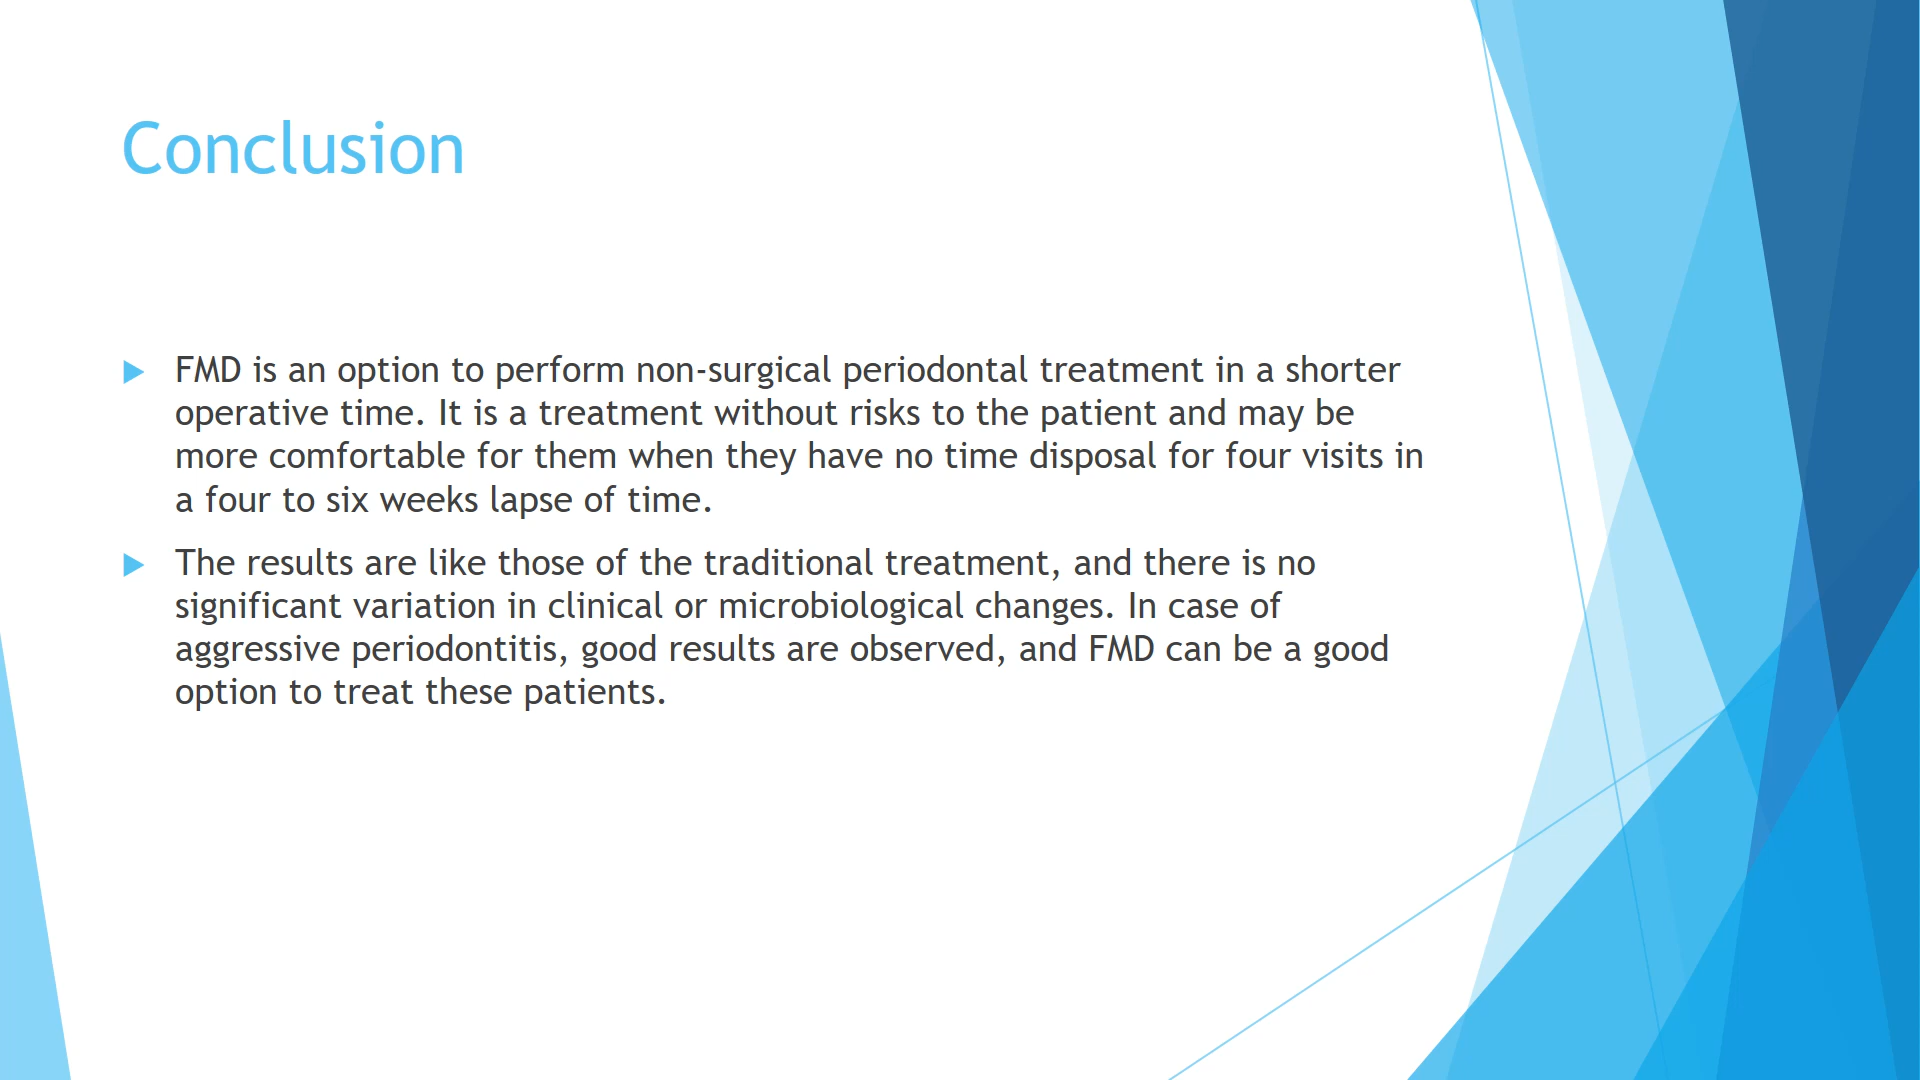 Conclusion
FMD is an option to perform non-surgical periodontal treatment in a shorter
operative time. It is a treatment without risks to the patient and may be
more comfortable for them when they have no time disposal for four visits in
a four to six weeks lapse of time.
The results are like those of the traditional treatment, and there is no
significant variation in clinical or microbiological changes. In case of
aggressive periodontitis, good results are observed, and FMD can be a good
option to treat these patients.